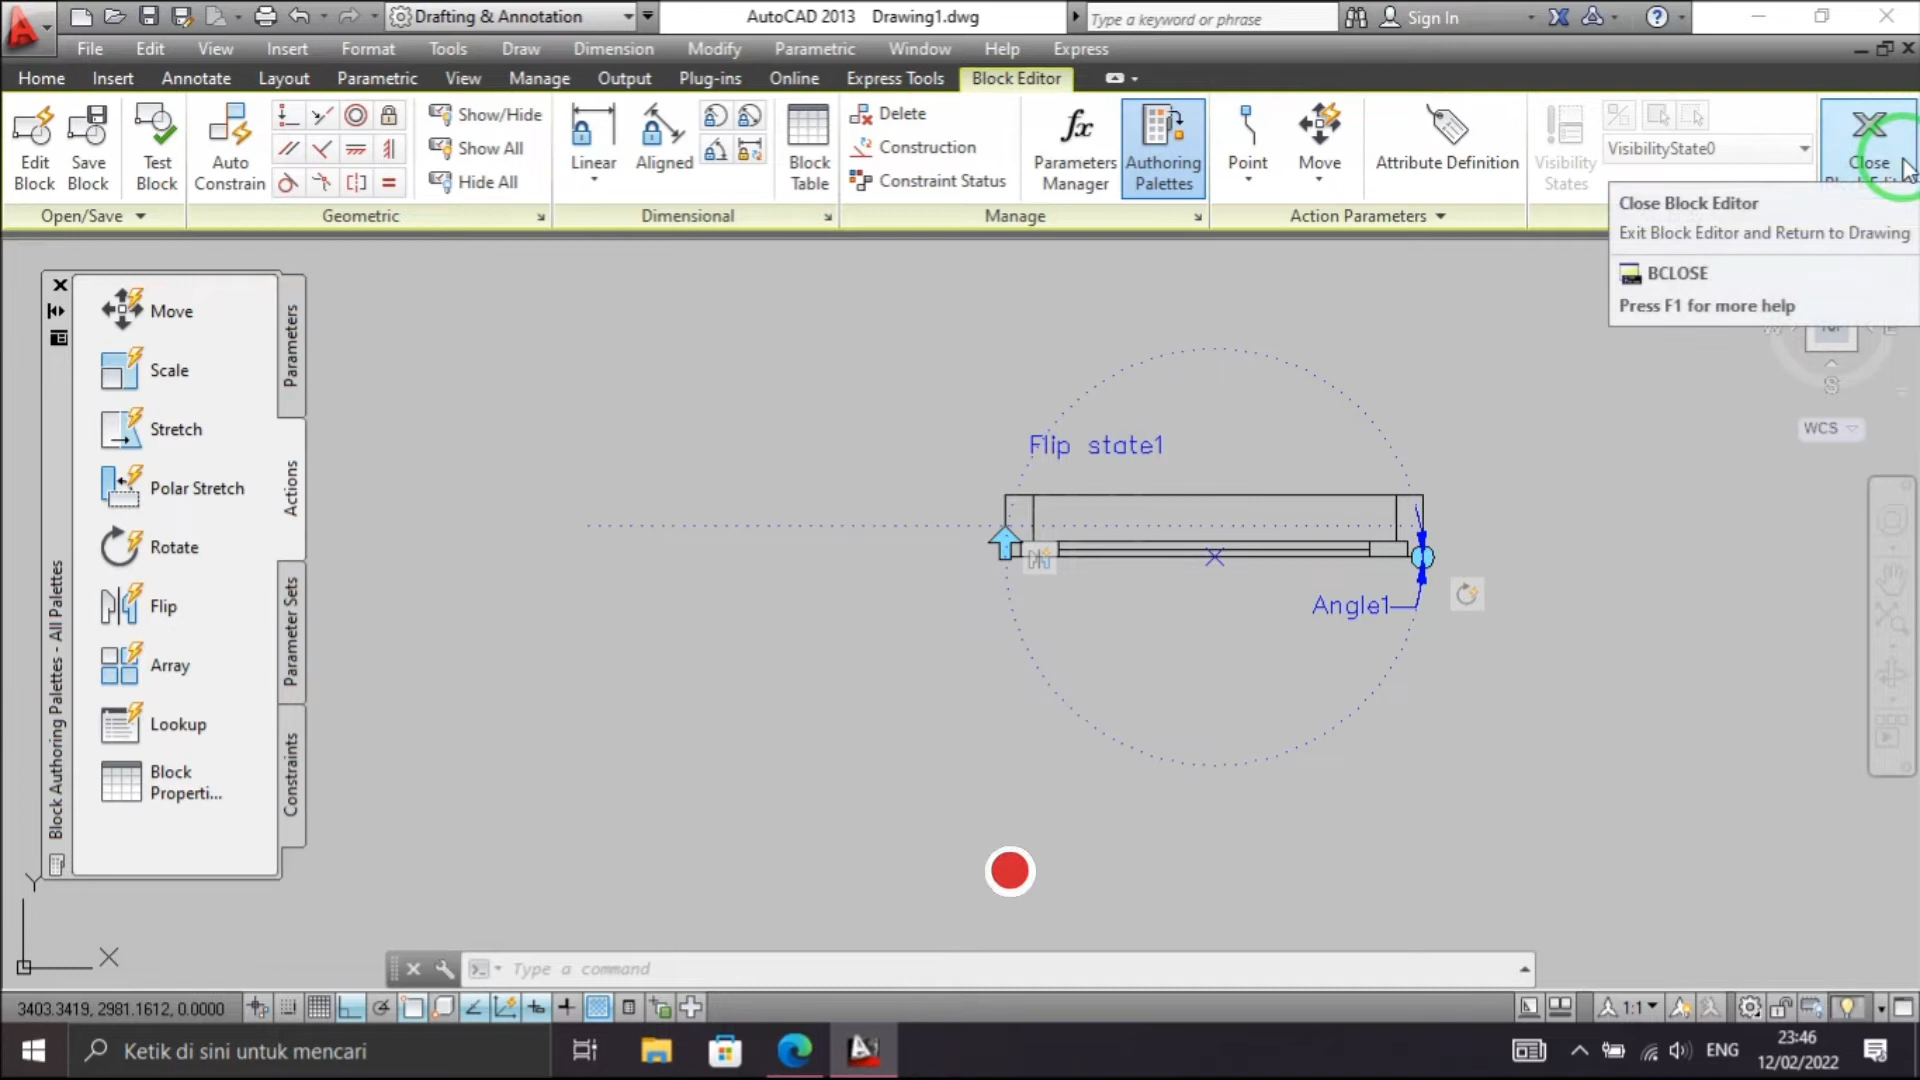 Drafting & Annotation
AutoCAD 2013 Drawing1.dwg
Type a keyword or phrase
Sign In
File Edit View Insert Format Tools Draw Dimension Modify Parametric Window Help Express
Home Insert Annotate Layout Parametric View Manage Output Plug-ins Online Express Tools Block Editor
Edit Block
Save Block
Test Block
Auto Constrain
Show/Hide
Show All
Hide All
Linear
Aligned
Block Table
Delete
Construction
Constraint Status
fx
Parameters Manager
Authoring Palettes
Point
Move
Attribute Definition
Visibility States
VisibilityState0
Close
Open/Save
Geometric
Dimensional
Manage
Action Parameters
Close Block Editor
Exit Block Editor and Return to Drawing
BCLOSE
Press F1 for more help
S
WCS
Move
Scale
Stretch
Polar Stretch
Rotate
Flip
Array
Lookup
Block
Properti...
Parameters
Actions
Parameter Sets
Constraints
Block Authoring Palettes - All Palettes
Flip state1
Angle1
Y
X
Type a command
3403.3419, 2981.1612, 0.0000
1:1
Ketik di sini untuk mencari
ENG
23:46
12/02/2022